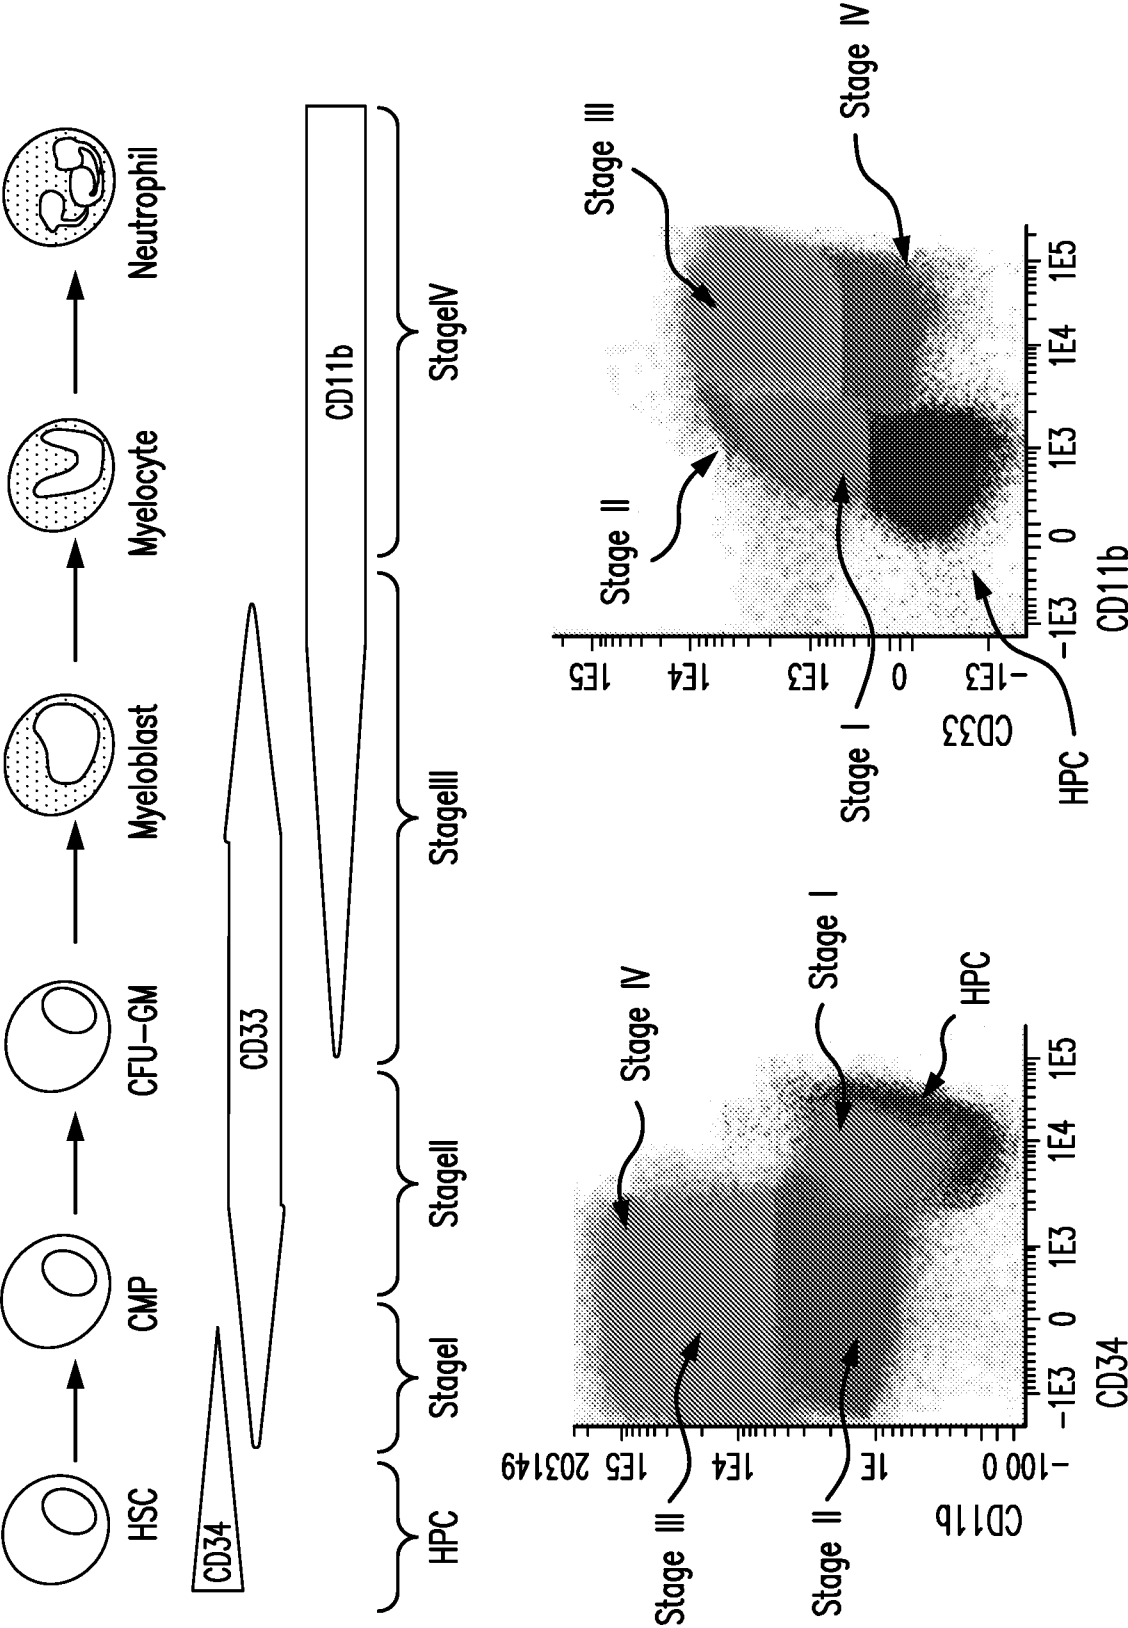 HSC
CMP
CFU-GM
Myeloblast
Myelocyte
Neutrophil
CD34
CD33
CD11b
HPC
StageI
StageII
StageIII
StageIV
Stage III
Stage II
Stage IV
Stage I
HPC
CD11b
203149
1E5
1E4
1E
0
-100
-1E3
0
1E3
1E4
1E5
CD34
Stage II
Stage III
Stage I
Stage IV
HPC
CD33
1E5
1E4
1E3
0
-1E3
-1E3
0
1E3
1E4
1E5
CD11b